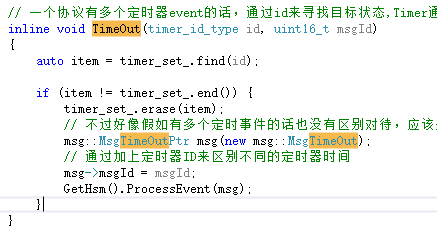 // 一个协议有多个定时器event的话，通过id来寻找目标状态,Timer通
inline void TimeOut(timer_id_type id, uint16_t msgId)
{
    auto item = timer_set_.find(id);

    if (item != timer_set_.end()) {
        timer_set_.erase(item);
        // 不过好像假如有多个定时事件的话也没有区别对待，应该
        msg::MsgTimeOutPtr msg(new msg::MsgTimeOut);
        // 通过加上定时器ID来区别不同的定时器时间
        msg->msgId = msgId;
        GetHsm().ProcessEvent(msg);
    }
}